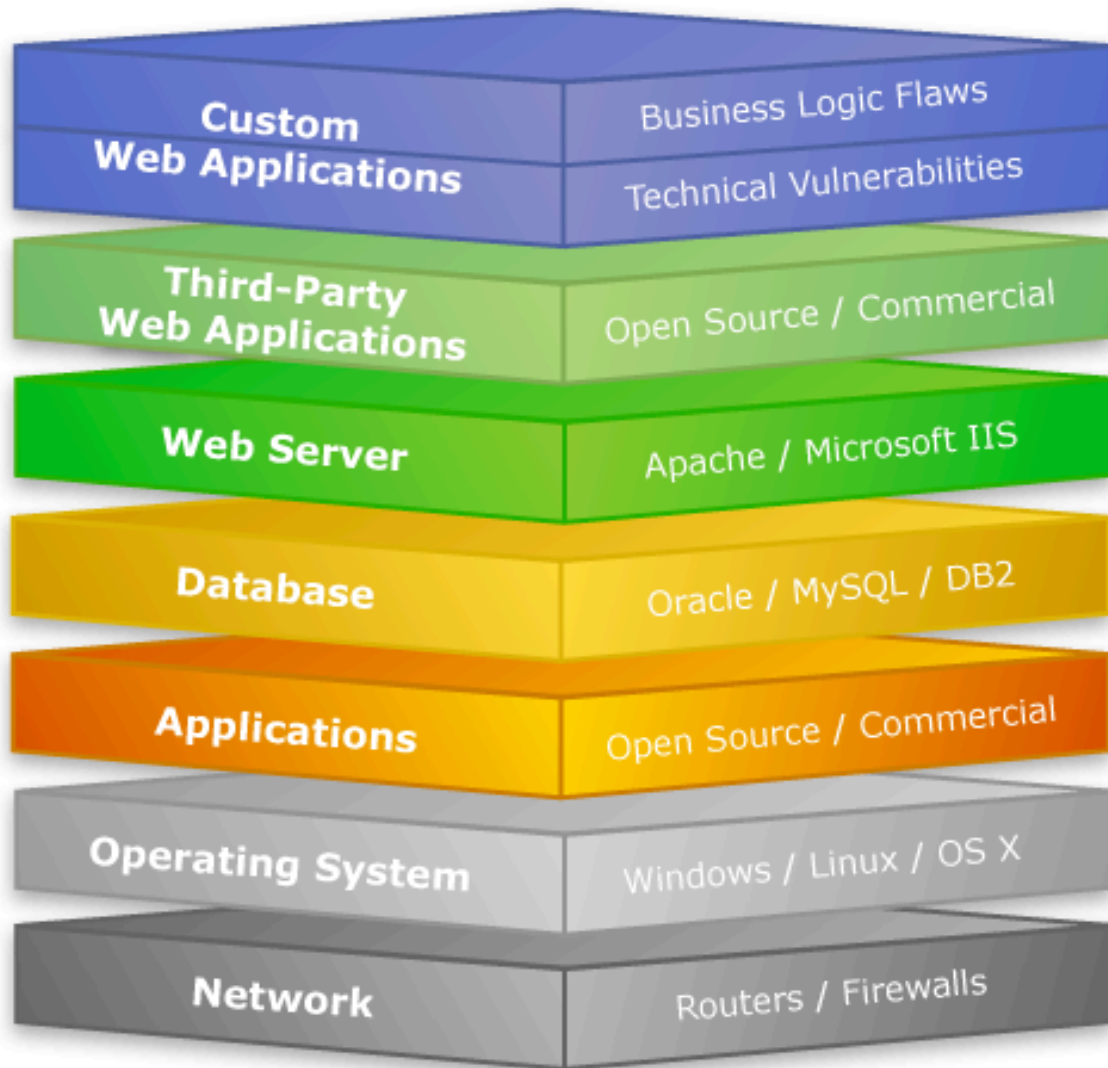 Custom
Web Applications
Business Logic Flaws
Technical Vulnerabilities
Third-Party
Web Applications
Open Source / Commercial
Web Server
Apache / Microsoft IIS
Database
Oracle / MySQL / DB2
Applications
Open Source / Commercial
Operating System
Windows / Linux / OS X
Network
Routers / Firewalls